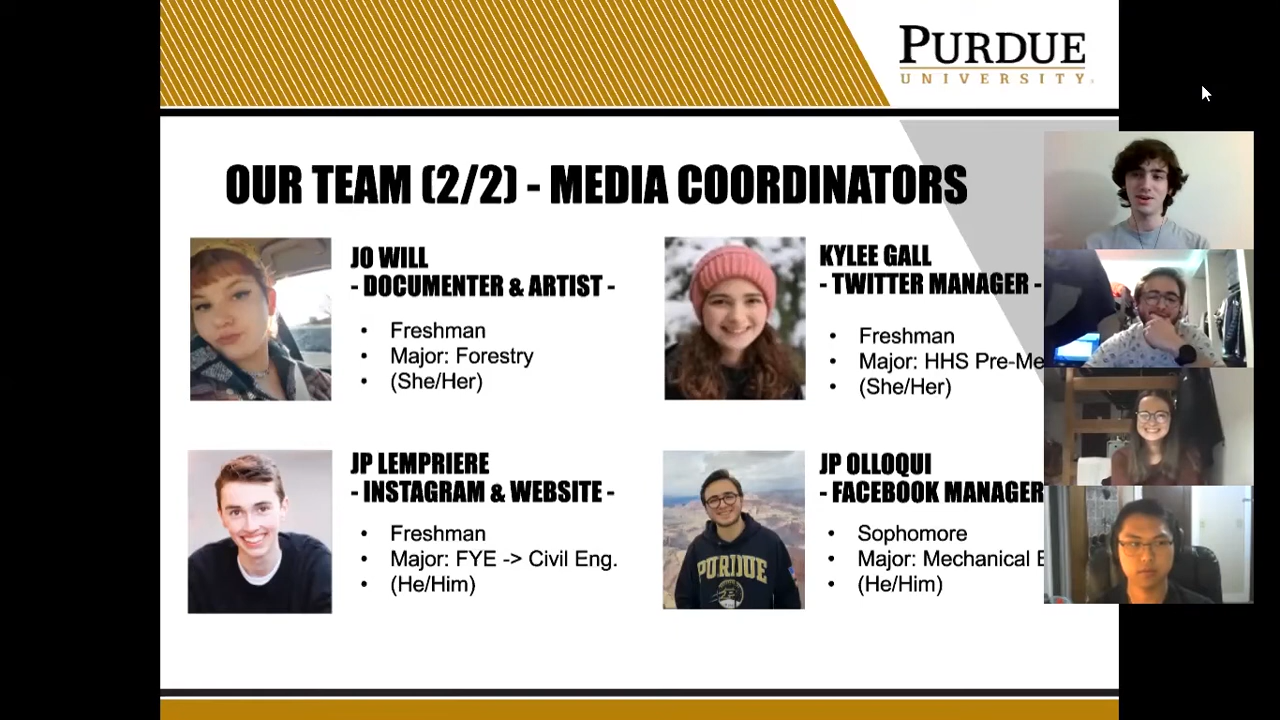 PURDUE
UNIVERSITY
OUR TEAM (2/2) - MEDIA COORDINATORS
JO WILL
- DOCUMENTER & ARTIST -
• Freshman
• Major: Forestry
• (She/Her)
KYLEE GALL
- TWITTER MANAGER -
• Freshman
• Major: HHS Pre-Me
• (She/Her)
JP LEMPRIERE
- INSTAGRAM & WEBSITE -
• Freshman
• Major: FYE -> Civil Eng.
• (He/Him)
JP OLLOQUI
- FACEBOOK MANAGER
• Sophomore
• Major: Mechanical E
• (He/Him)
PURDUE